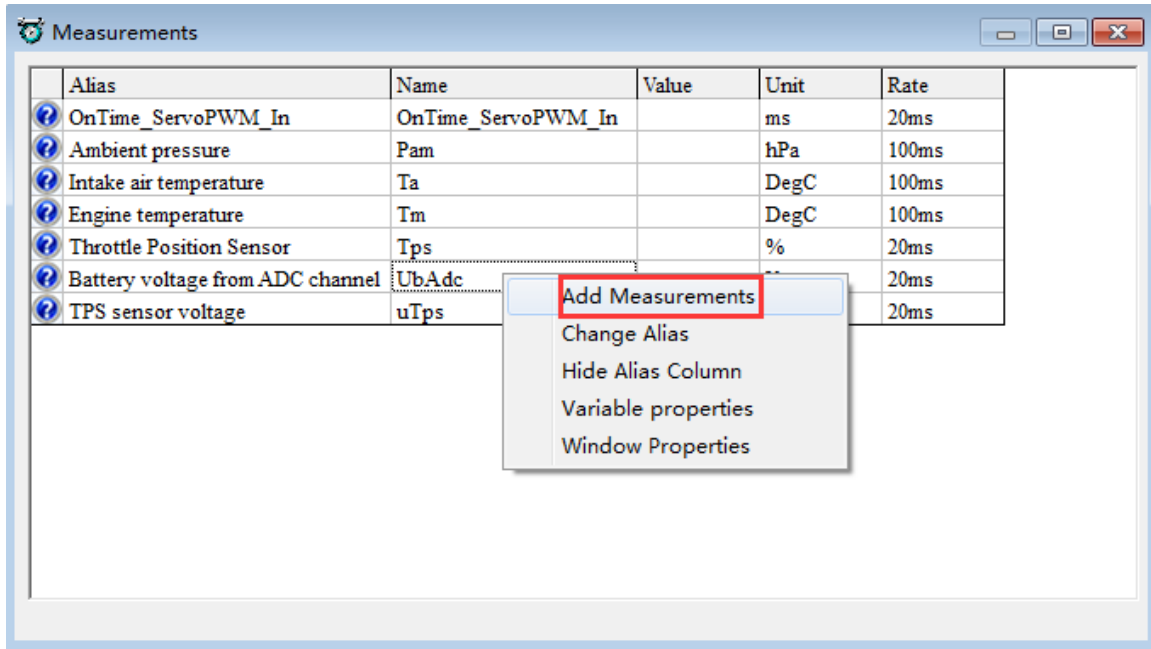 Measurements
Alias Name Value Unit Rate
OnTime_ServoPWM_In OnTime_ServoPWM_In ms 20ms
Ambient pressure Pam hPa 100ms
Intake air temperature Ta DegC 100ms
Engine temperature Tm DegC 100ms
Throttle Position Sensor Tps % 20ms
Battery voltage from ADC channel UbAdc 20ms
TPS sensor voltage uTps 20ms
Add Measurements
Change Alias
Hide Alias Column
Variable properties
Window Properties